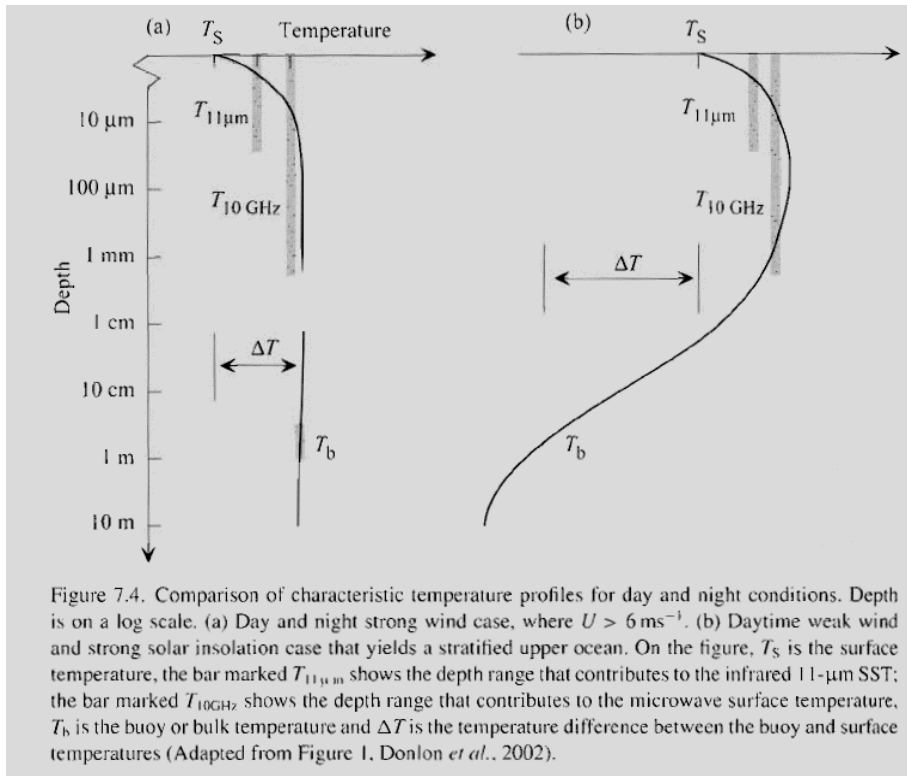 (a) T_S Temperature (b) T_S
T_11μm T_11μm
10 μm
100 μm
T_10 GHz T_10 GHz
1 mm
ΔT
Depth
1 cm
ΔT
10 cm
T_b T_b
1 m
10 m
Figure 7.4. Comparison of characteristic temperature profiles for day and night conditions. Depth
is on a log scale. (a) Day and night strong wind case, where U > 6 ms⁻¹. (b) Daytime weak wind
and strong solar insolation case that yields a stratified upper ocean. On the figure, T_S is the surface
temperature, the bar marked T_11μm shows the depth range that contributes to the infrared 11-μm SST;
the bar marked T_10GHz shows the depth range that contributes to the microwave surface temperature,
T_b is the buoy or bulk temperature and ΔT is the temperature difference between the buoy and surface
temperatures (Adapted from Figure 1, Donlon et al., 2002).